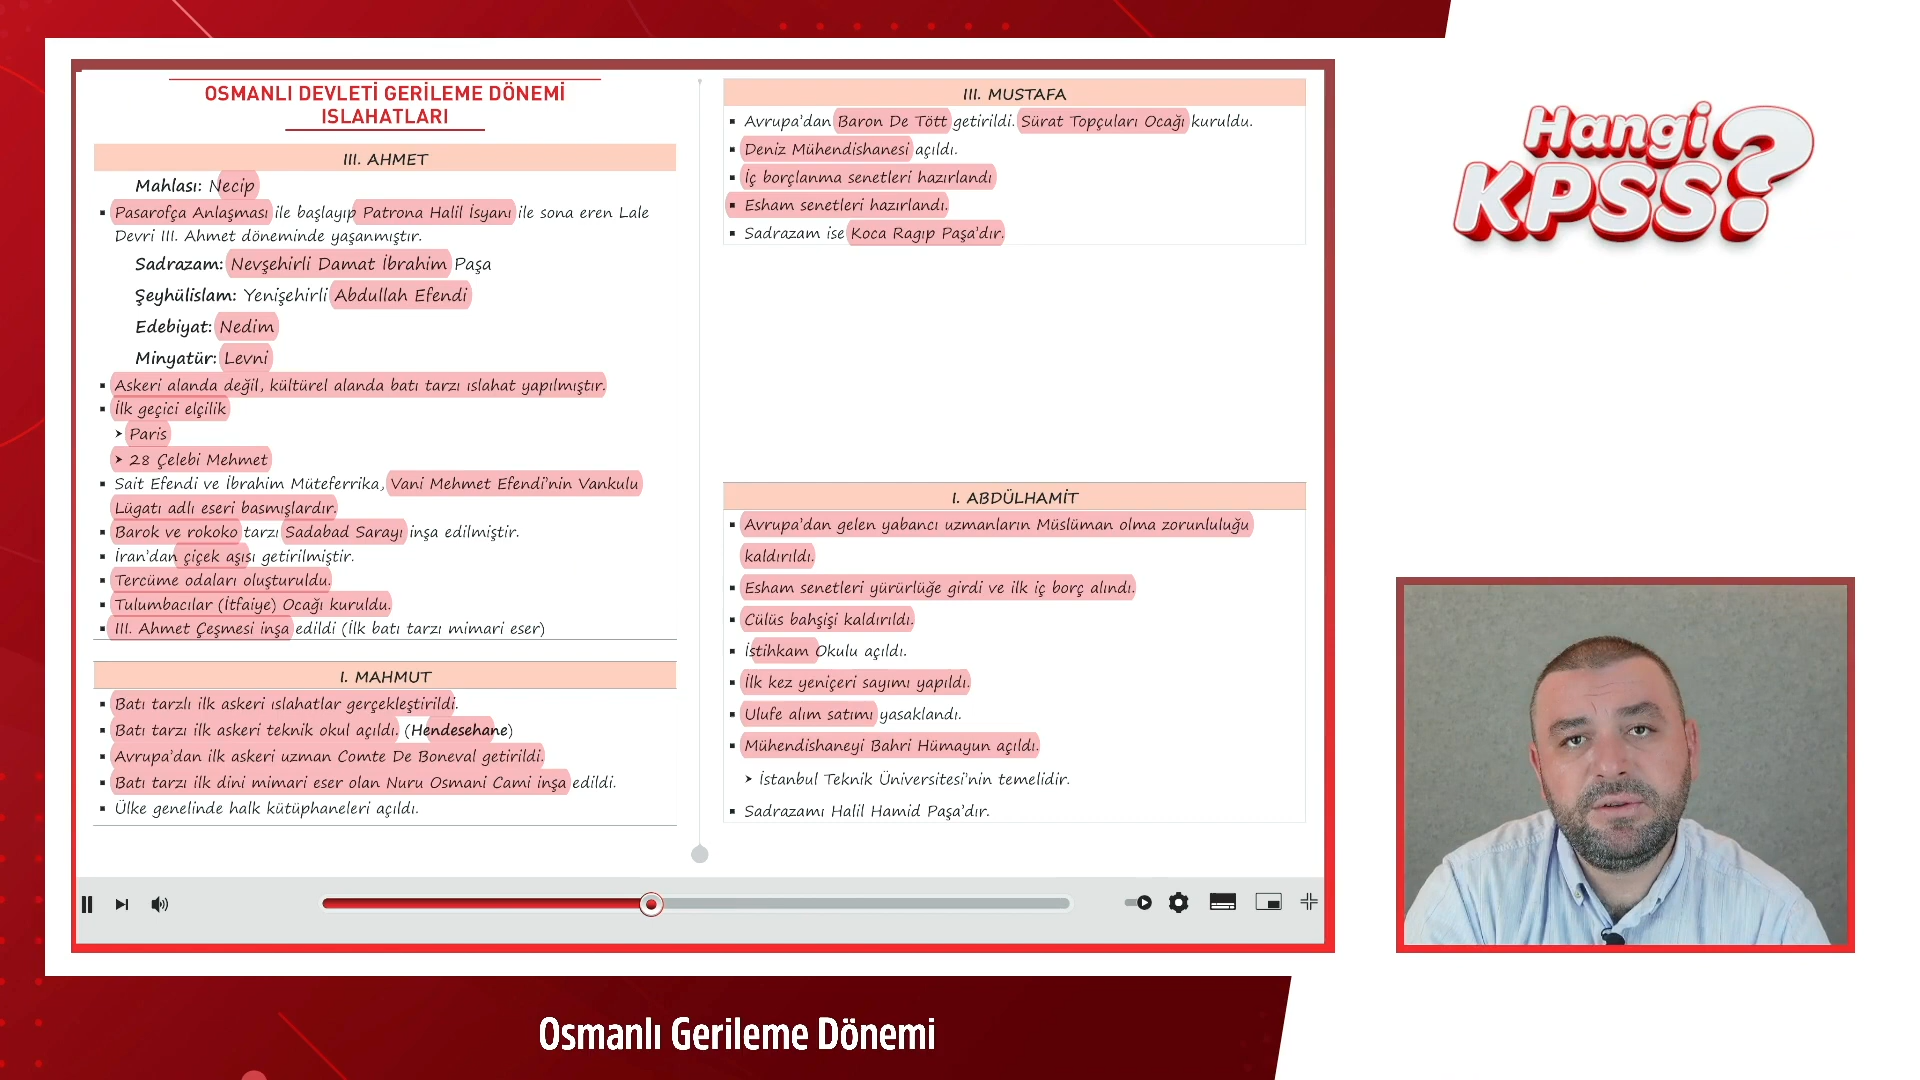 OSMANLI DEVLETİ GERİLEME DÖNEMİ
ISLAHATLARI
III. AHMET
Mahlası: Necip
▪ Pasarofça Anlaşması ile başlayıp Patrona Halil İsyanı ile sona eren Lale
Devri III. Ahmet döneminde yaşanmıştır.
Sadrazam: Nevşehirli Damat İbrahim Paşa
Şeyhülislam: Yenişehirli Abdullah Efendi
Edebiyat: Nedim
Minyatür: Levni
▪ Askeri alanda değil, kültürel alanda batı tarzı ıslahat yapılmıştır.
▪ İlk geçici elçilik
➤ Paris
➤ 28 Çelebi Mehmet
▪ Sait Efendi ve İbrahim Müteferrika, Vani Mehmet Efendi'nin Vankulu
Lügatı adlı eseri basmışlardır.
▪ Barok ve rokoko tarzı Sadabad Sarayı inşa edilmiştir.
▪ İran'dan çiçek aşısı getirilmiştir.
▪ Tercüme odaları oluşturuldu.
▪ Tulumbacılar (İtfaiye) Ocağı kuruldu.
▪ III. Ahmet Çeşmesi inşa edildi (İlk batı tarzı mimari eser)
I. MAHMUT
▪ Batı tarzlı ilk askeri ıslahatlar gerçekleştirildi.
▪ Batı tarzı ilk askeri teknik okul açıldı. (Hendesehane)
▪ Avrupa'dan ilk askeri uzman Comte De Boneval getirildi.
▪ Batı tarzı ilk dini mimari eser olan Nuru Osmani Cami inşa edildi.
▪ Ülke genelinde halk kütüphaneleri açıldı.
III. MUSTAFA
▪ Avrupa'dan Baron De Tött getirildi. Sürat Topçuları Ocağı kuruldu.
▪ Deniz Mühendishanesi açıldı.
▪ İç borçlanma senetleri hazırlandı
▪ Esham senetleri hazırlandı.
▪ Sadrazam ise Koca Ragıp Paşa'dır.
I. ABDÜLHAMİT
▪ Avrupa'dan gelen yabancı uzmanların Müslüman olma zorunluluğu
kaldırıldı.
▪ Esham senetleri yürürlüğe girdi ve ilk iç borç alındı.
▪ Cülüs bahşişi kaldırıldı.
▪ İstihkam Okulu açıldı.
▪ İlk kez yeniçeri sayımı yapıldı.
▪ Ulufe alım satımı yasaklandı.
▪ Mühendishaneyi Bahri Hümayun açıldı.
➤ İstanbul Teknik Üniversitesi'nin temelidir.
▪ Sadrazamı Halil Hamid Paşa'dır.
Hangi
KPSS?
Osmanlı Gerileme Dönemi